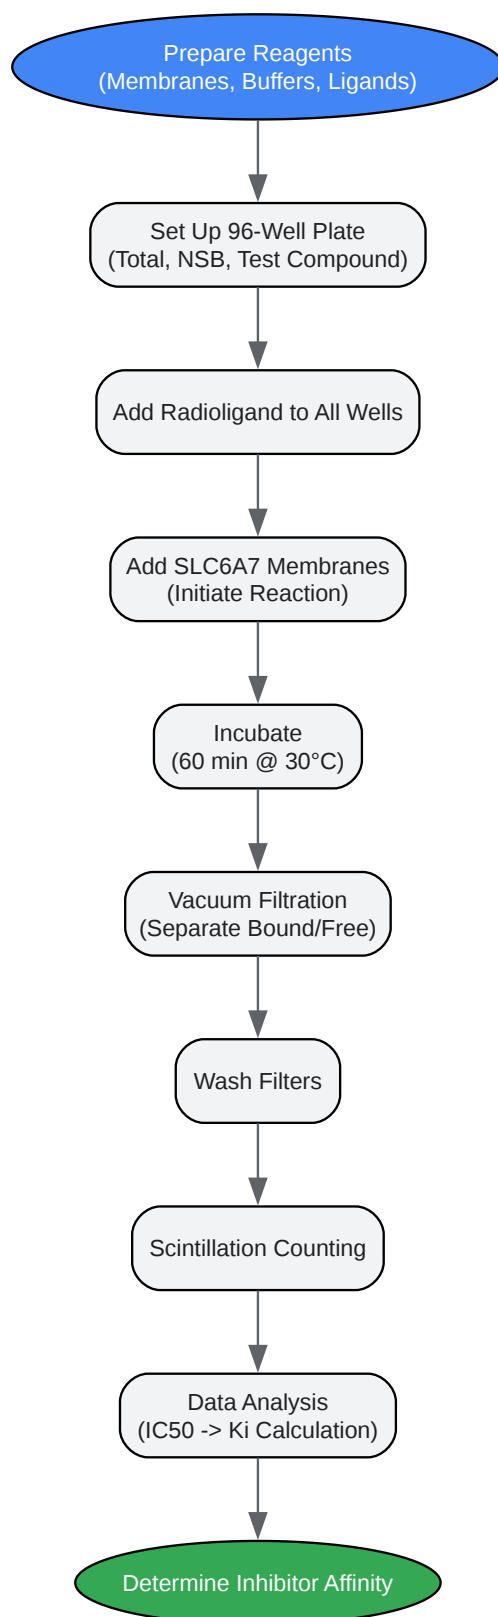 Prepare Reagents
(Membranes, Buffers, Ligands)
Set Up 96-Well Plate
(Total, NSB, Test Compound)
Add Radioligand to All Wells
Add SLC6A7 Membranes
(Initiate Reaction)
Incubate
(60 min @ 30°C)
Vacuum Filtration
(Separate Bound/Free)
Wash Filters
Scintillation Counting
Data Analysis
(IC50 -> Ki Calculation)
Determine Inhibitor Affinity